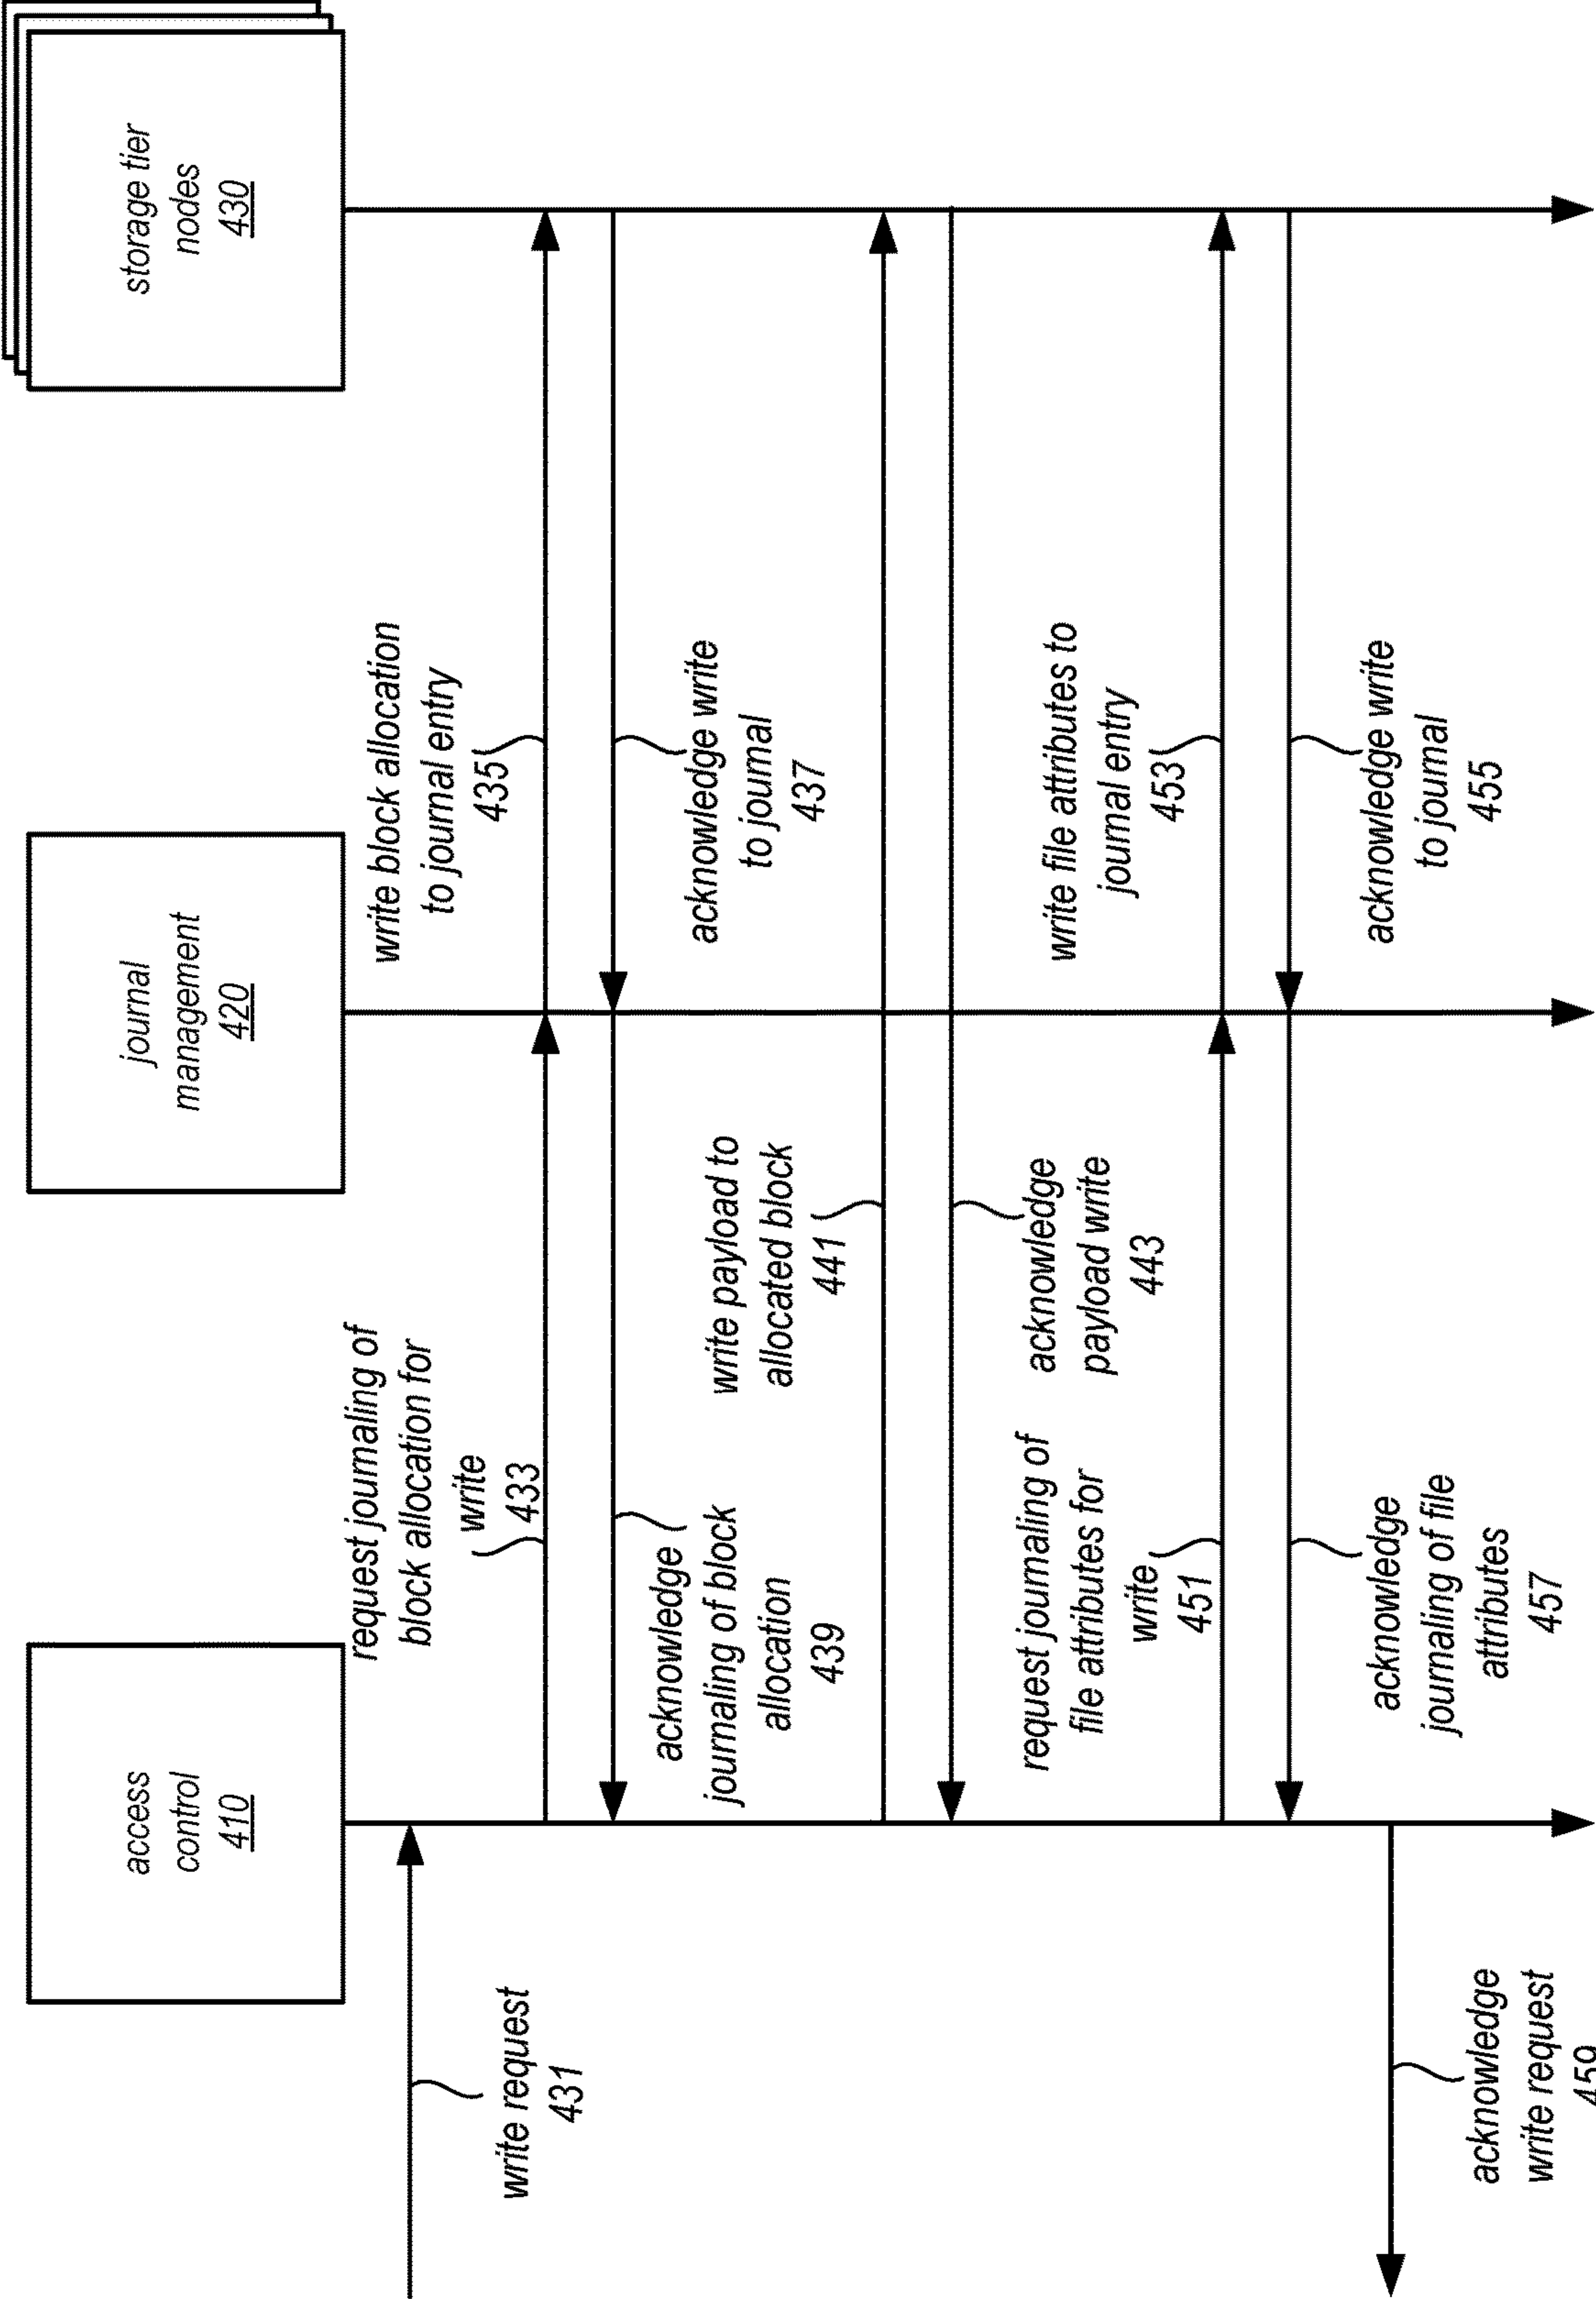 access
control
410
journal
management
420
storage tier
nodes
430
write request
431
request journaling of
block allocation for
write
433
write block allocation
to journal entry
435
acknowledge write
to journal
437
acknowledge
journaling of block
allocation
439
write payload to
allocated block
441
acknowledge
payload write
443
request journaling of
file attributes for
write
451
write file attributes to
journal entry
453
acknowledge write
to journal
455
acknowledge
journaling of file
attributes
457
acknowledge
write request
459